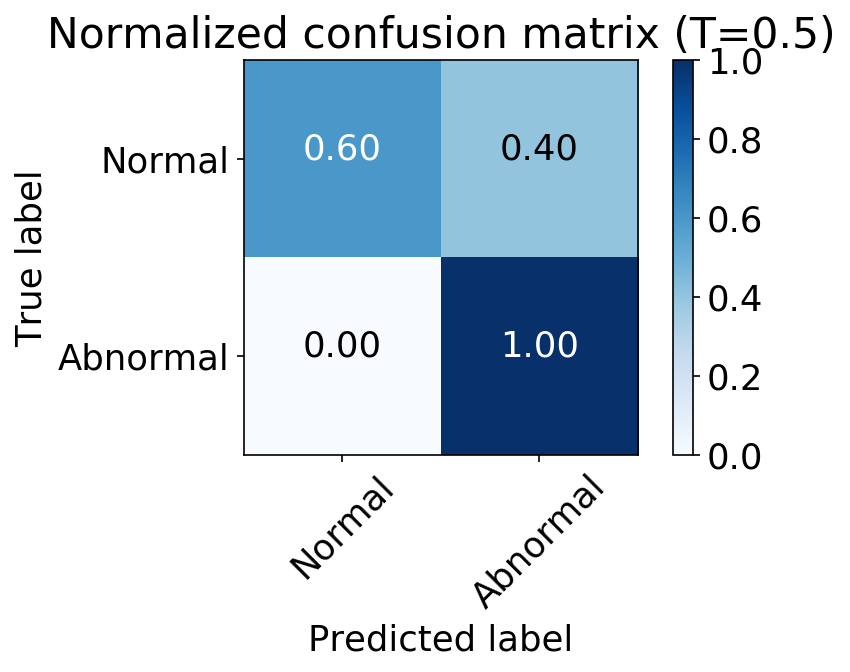 Normalized confusion matrix (T=0.5)
True label
Normal
0.60
0.40
Abnormal
0.00
1.00
Normal
Abnormal
Predicted label
1.0
0.8
0.6
0.4
0.2
0.0